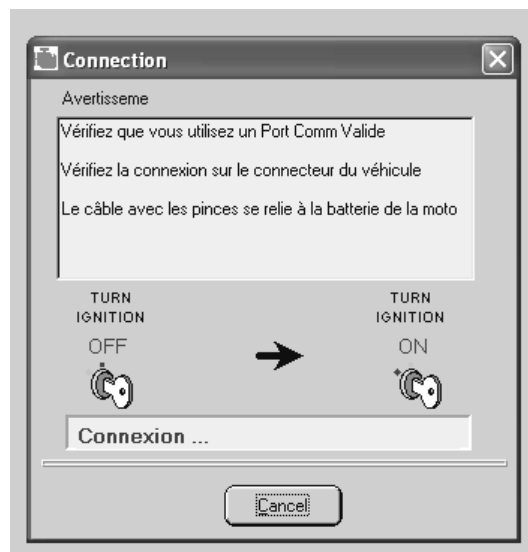 Connection
Avertisseme
Vérifiez que vous utilisez un Port Comm Valide
Vérifiez la connexion sur le connecteur du véhicule
Le câble avec les pinces se relie à la batterie de la moto
TURN
IGNITION
OFF
TURN
IGNITION
ON
Connexion ...
Cancel